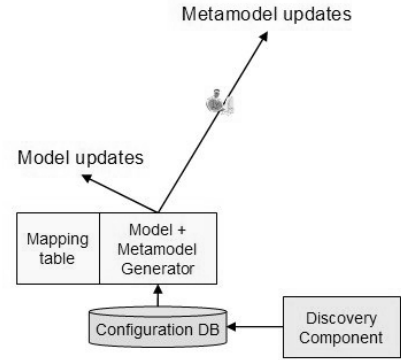 Metamodel updates
Model updates
Mapping
table
Model +
Metamodel
Generator
Configuration DB
Discovery
Component